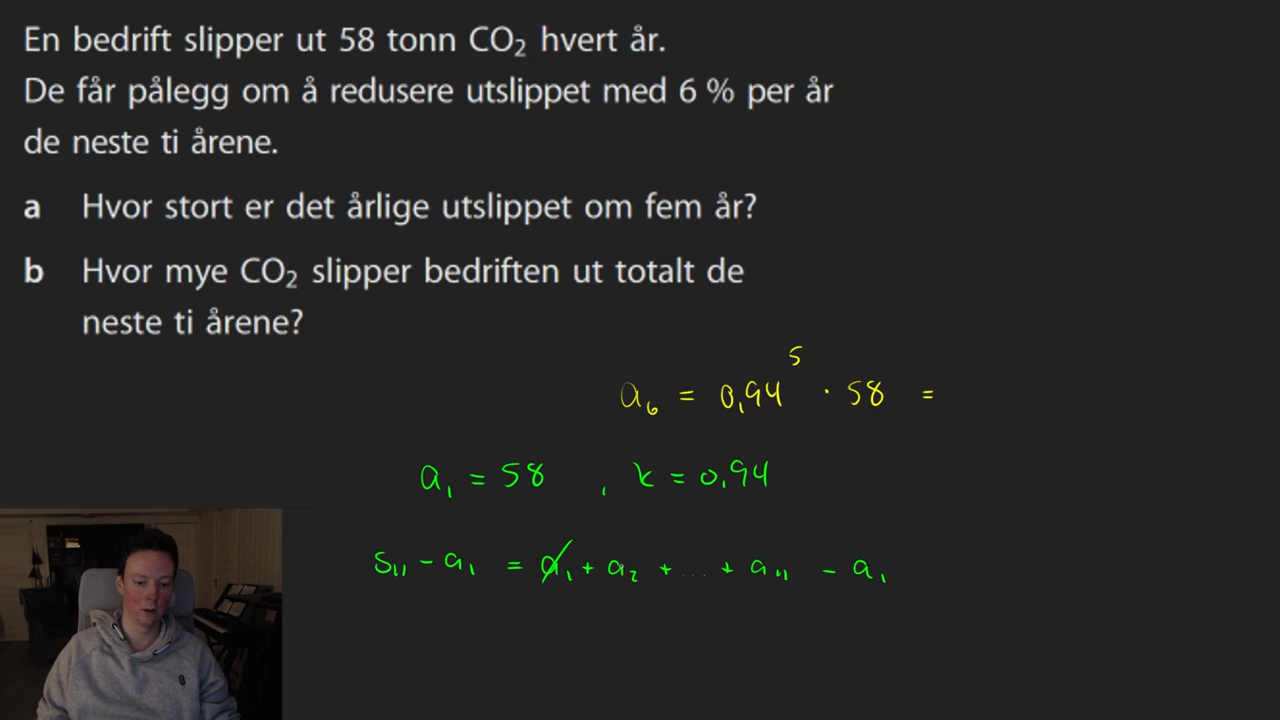 En bedrift slipper ut 58 tonn CO₂ hvert år.
De får pålegg om å redusere utslippet med 6 % per år
de neste ti årene.
a Hvor stort er det årlige utslippet om fem år?
b Hvor mye CO₂ slipper bedriften ut totalt de
neste ti årene?
a₆ = 0,94⁵ · 58 =
a₁ = 58 , k = 0,94
S₁₁ - a₁ = a₁ + a₂ + ... + a₁₁ - a₁